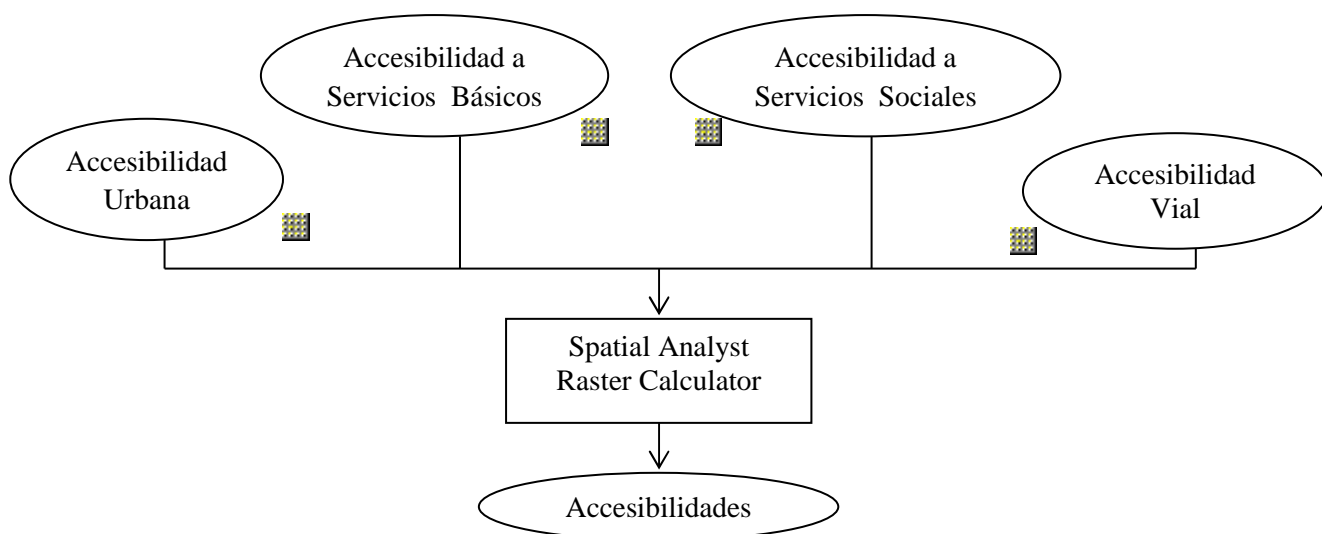 Accesibilidad a
Servicios Básicos
Accesibilidad a
Servicios Sociales
Accesibilidad
Urbana
Accesibilidad
Vial
Spatial Analyst
Raster Calculator
Accesibilidades